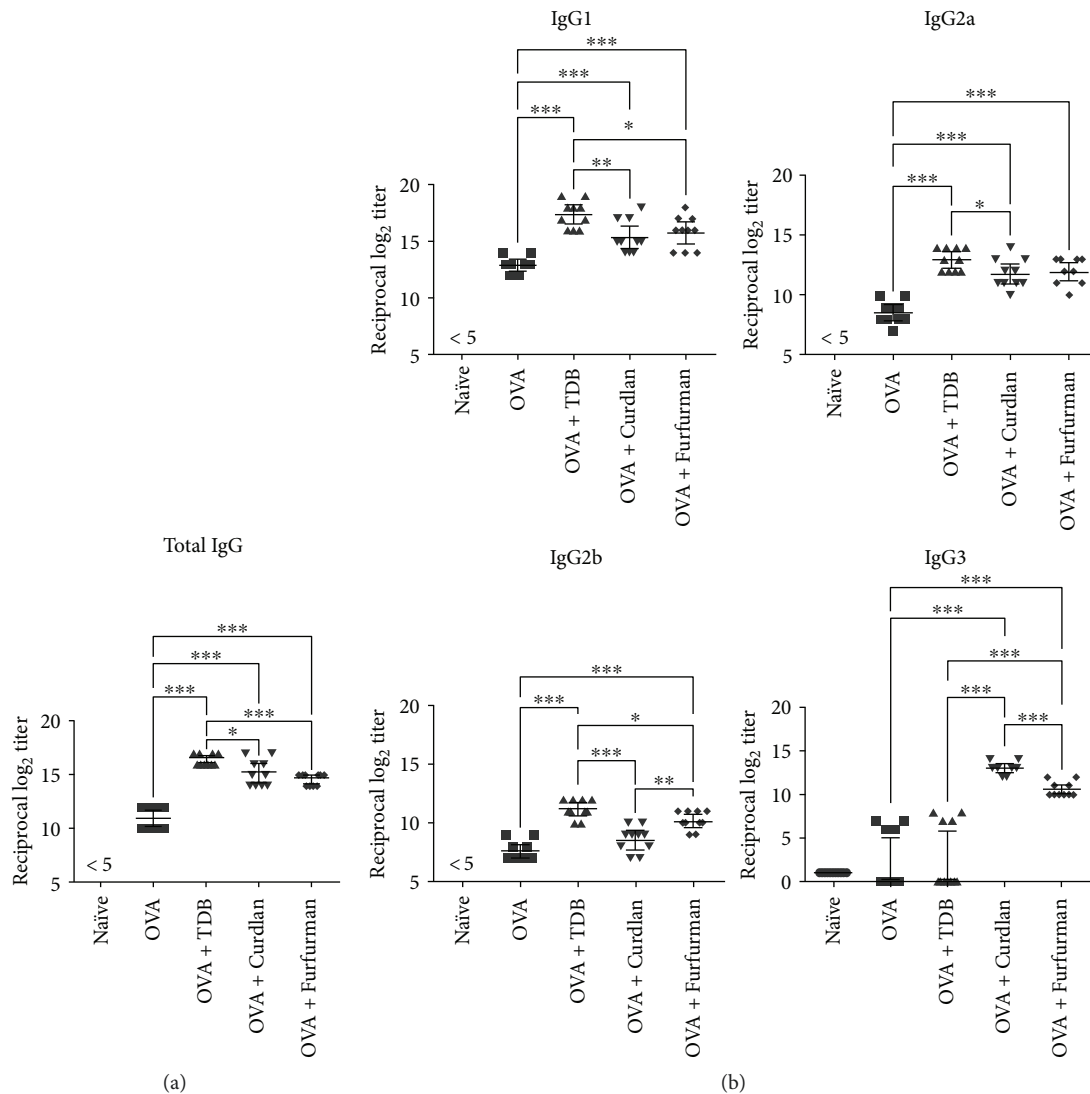 IgG1
***
***
***
*
**
Reciprocal log₂ titer
20
15
10
5
< 5
Naïve
OVA
OVA + TDB
OVA + Curdlan
OVA + Furfurman
IgG2a
***
***
***
*
Reciprocal log₂ titer
20
15
10
5
< 5
Naïve
OVA
OVA + TDB
OVA + Curdlan
OVA + Furfurman
Total IgG
***
***
***
***
*
Reciprocal log₂ titer
20
15
10
5
< 5
Naïve
OVA
OVA + TDB
OVA + Curdlan
OVA + Furfurman
(a)
IgG2b
***
***
*
***
**
Reciprocal log₂ titer
20
15
10
5
< 5
Naïve
OVA
OVA + TDB
OVA + Curdlan
OVA + Furfurman
IgG3
***
***
***
***
***
Reciprocal log₂ titer
20
15
10
5
0
Naïve
OVA
OVA + TDB
OVA + Curdlan
OVA + Furfurman
(b)